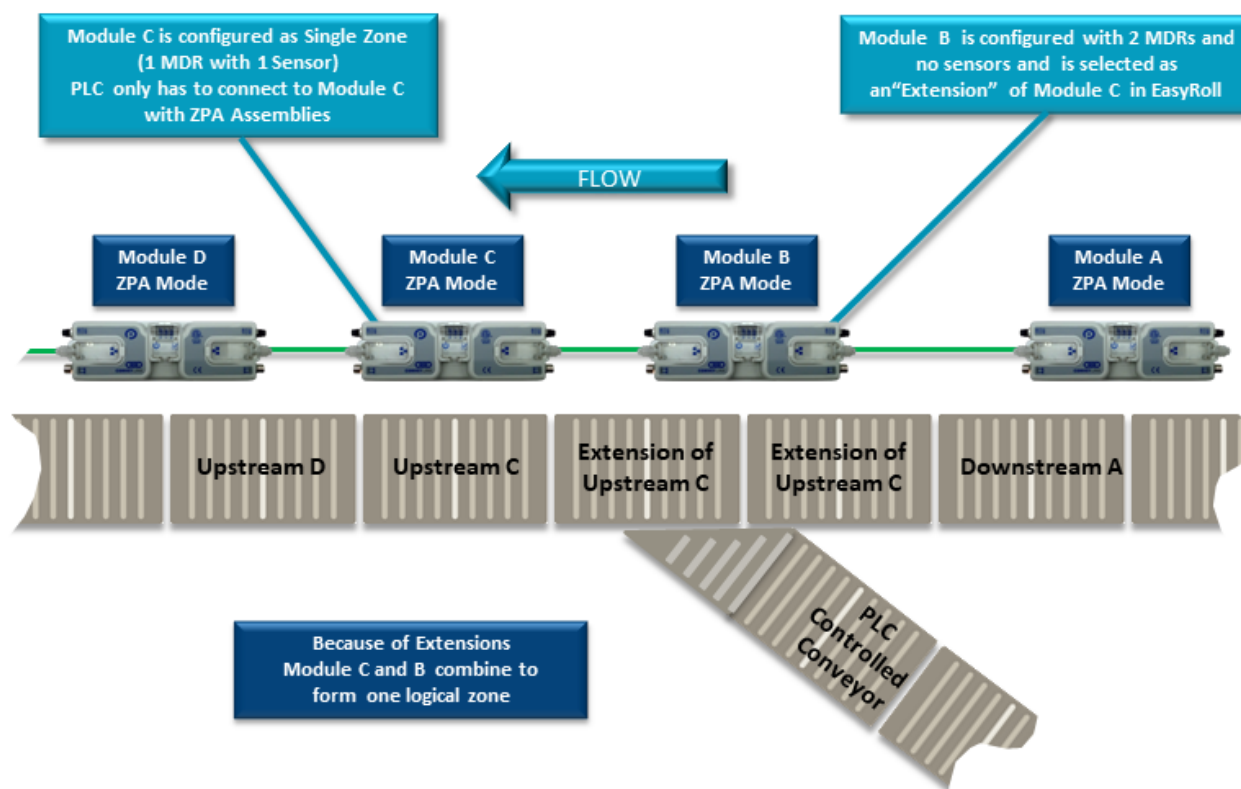 Module C is configured as Single Zone
(1 MDR with 1 Sensor)
PLC only has to connect to Module C
with ZPA Assemblies
Module B is configured with 2 MDRs and
no sensors and is selected as
an“Extension” of Module C in EasyRoll
FLOW
Module D
ZPA Mode
Module C
ZPA Mode
Module B
ZPA Mode
Module A
ZPA Mode
Upstream D
Upstream C
Extension of
Upstream C
Extension of
Upstream C
Downstream A
PLC
Controlled
Conveyor
Because of Extensions
Module C and B combine to
form one logical zone